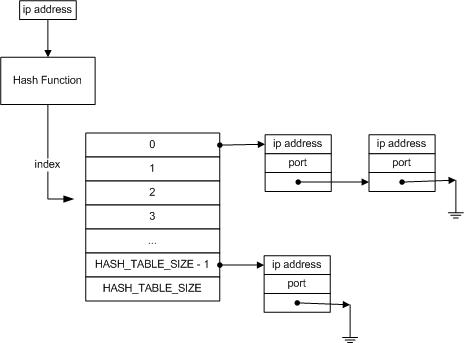 ip address
Hash Function
index
0
1
2
3
...
HASH_TABLE_SIZE - 1
HASH_TABLE_SIZE
ip address
port
ip address
port
ip address
port